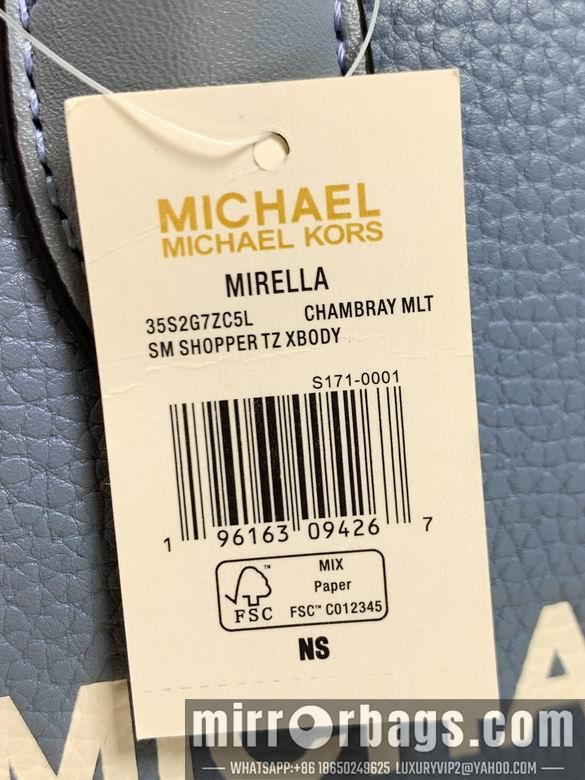 MICHAEL
MICHAEL KORS
MIRELLA
35S2G7ZC5L CHAMBRAY MLT
SM SHOPPER TZ XBODY
S171-0001
1 96163 09426 7
FSC™
MIX
Paper
FSC™ C012345
NS
mirrorbags.com
WHATSAPP:+86 18650249625 LUXURYVIP2@YAHOO.COM